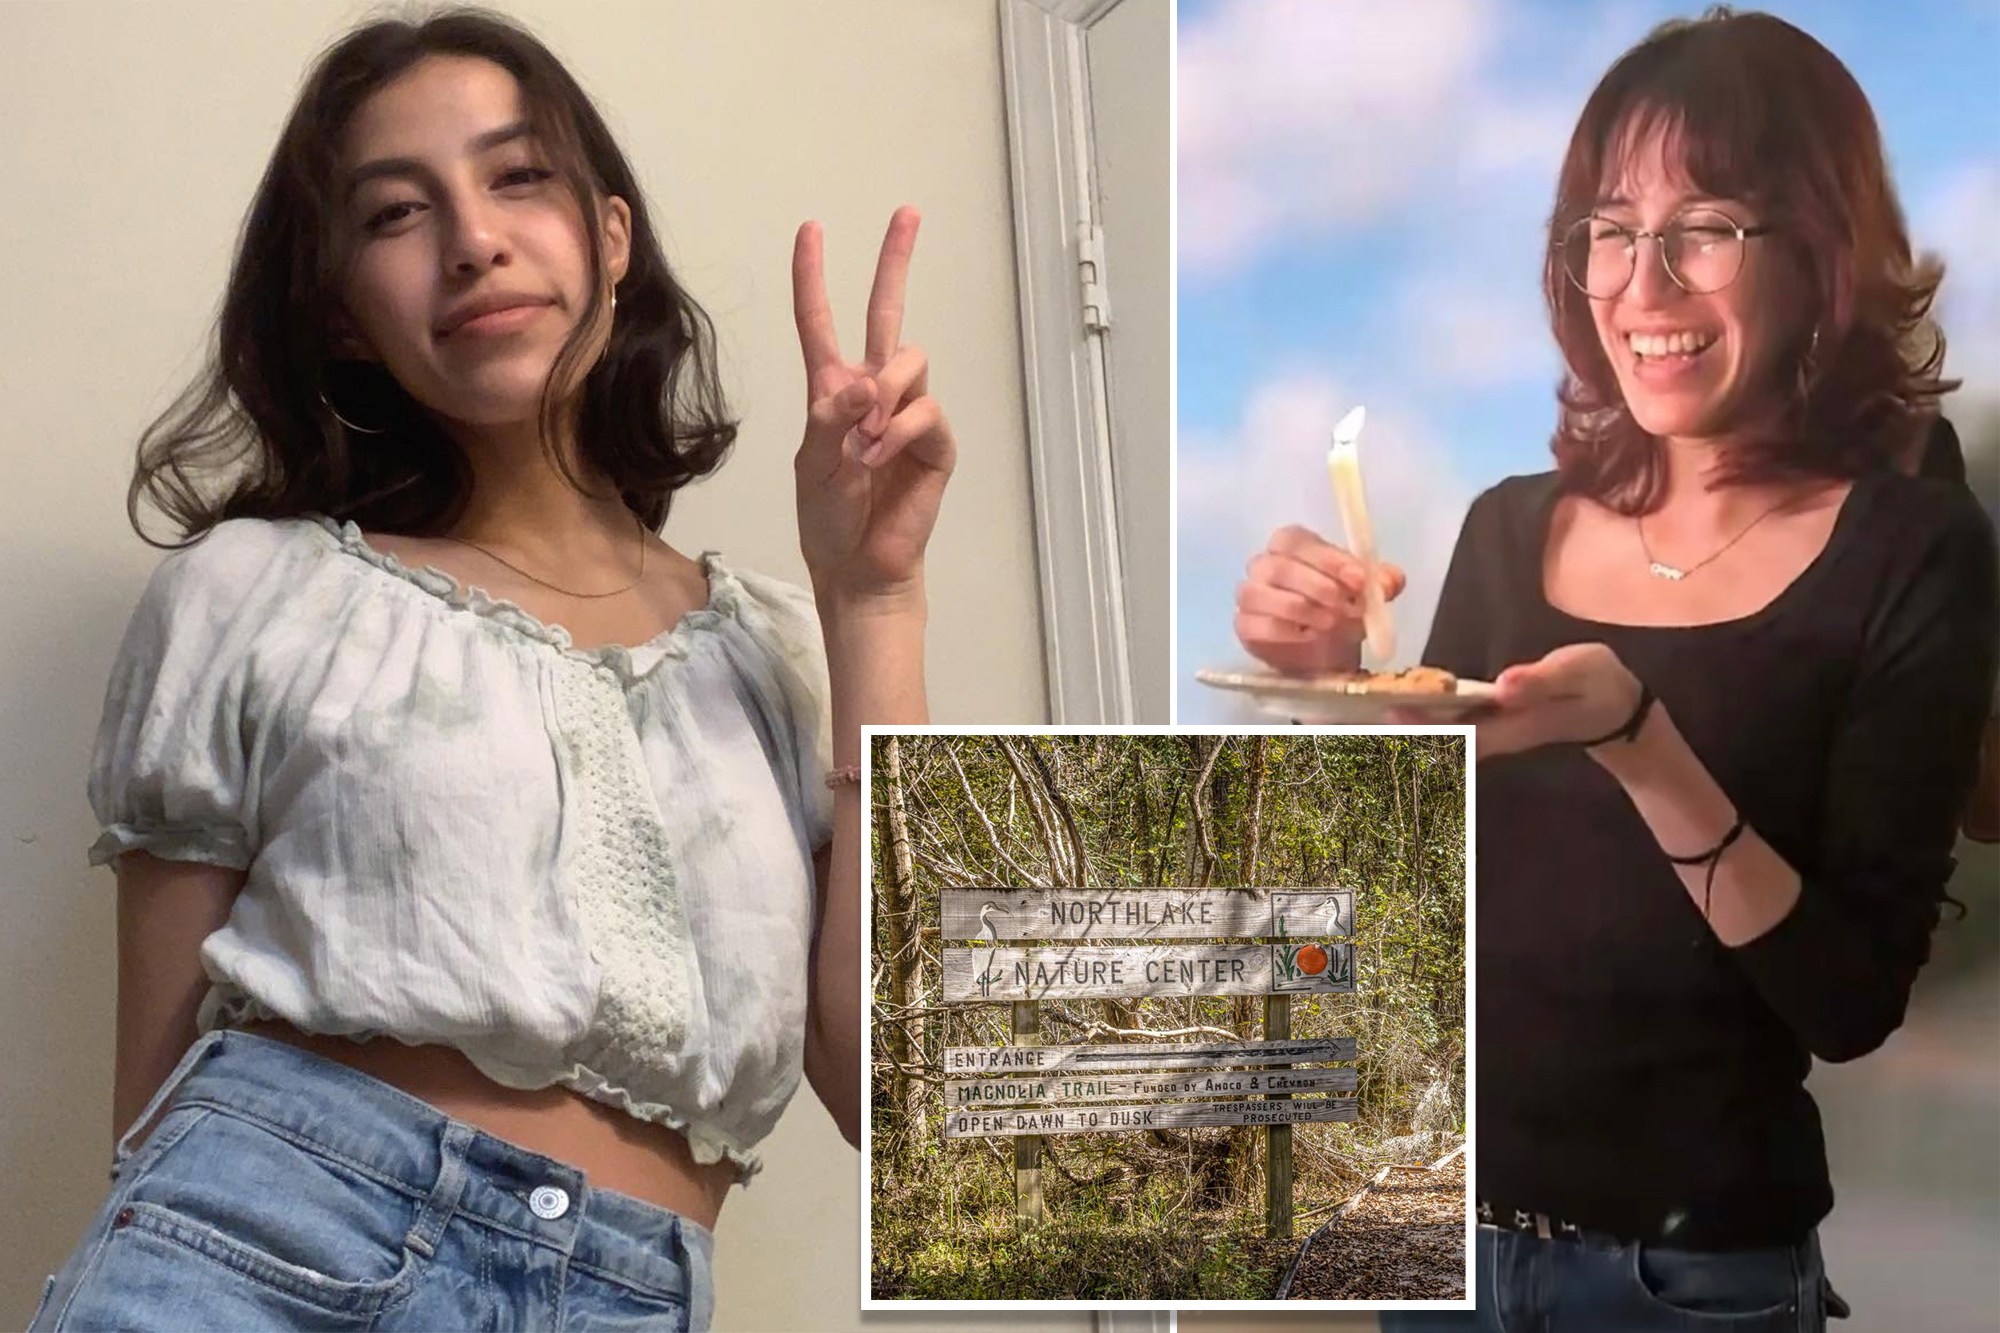 NORTHLAKE
NATURE CENTER
ENTRANCE
MAGNOLIA TRAIL - FUNDED BY AMOCO & CHEVRON
OPEN DAWN TO DUSK
TRESPASSERS WILL BE
PROSECUTED